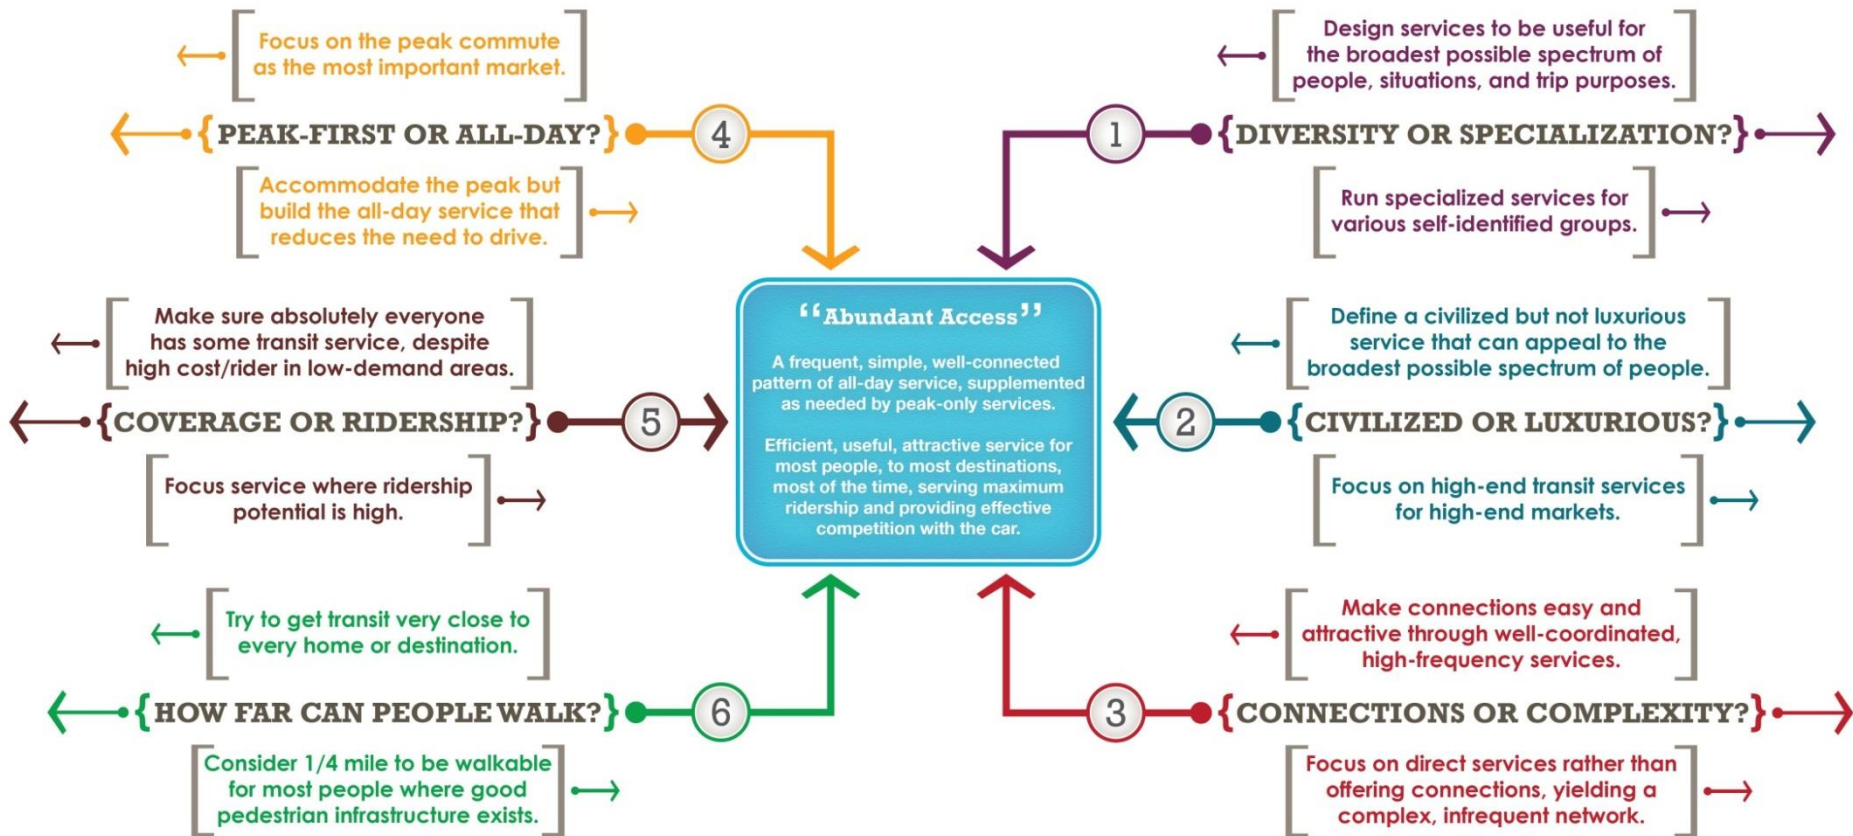 Focus on the peak commute
as the most important market.
{PEAK-FIRST OR ALL-DAY?}
4
Accommodate the peak but
build the all-day service that
reduces the need to drive.
Design services to be useful for
the broadest possible spectrum of
people, situations, and trip purposes.
1
{DIVERSITY OR SPECIALIZATION?}
Run specialized services for
various self-identified groups.
Make sure absolutely everyone
has some transit service, despite
high cost/rider in low-demand areas.
{COVERAGE OR RIDERSHIP?}
5
Focus service where ridership
potential is high.
“Abundant Access”
A frequent, simple, well-connected
pattern of all-day service, supplemented
as needed by peak-only services.
Efficient, useful, attractive service for
most people, to most destinations,
most of the time, serving maximum
ridership and providing effective
competition with the car.
Define a civilized but not luxurious
service that can appeal to the
broadest possible spectrum of people.
2
{CIVILIZED OR LUXURIOUS?}
Focus on high-end transit services
for high-end markets.
Try to get transit very close to
every home or destination.
{HOW FAR CAN PEOPLE WALK?}
6
Consider 1/4 mile to be walkable
for most people where good
pedestrian infrastructure exists.
Make connections easy and
attractive through well-coordinated,
high-frequency services.
3
{CONNECTIONS OR COMPLEXITY?}
Focus on direct services rather than
offering connections, yielding a
complex, infrequent network.